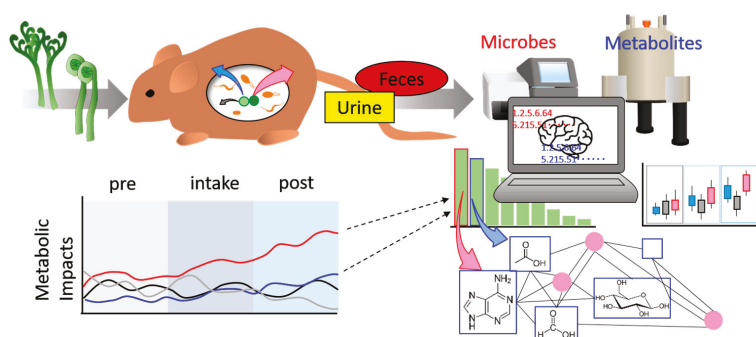 Microbes
Metabolites
Feces
Urine
1.2.5.6.64
5.215.51
1.2.5.6.64
5.215.51
pre
intake
post
Metabolic
Impacts
O
OH
NH2
N
N
N
N
H
O
H
OH
OH
HO
O
HO
OH
OH